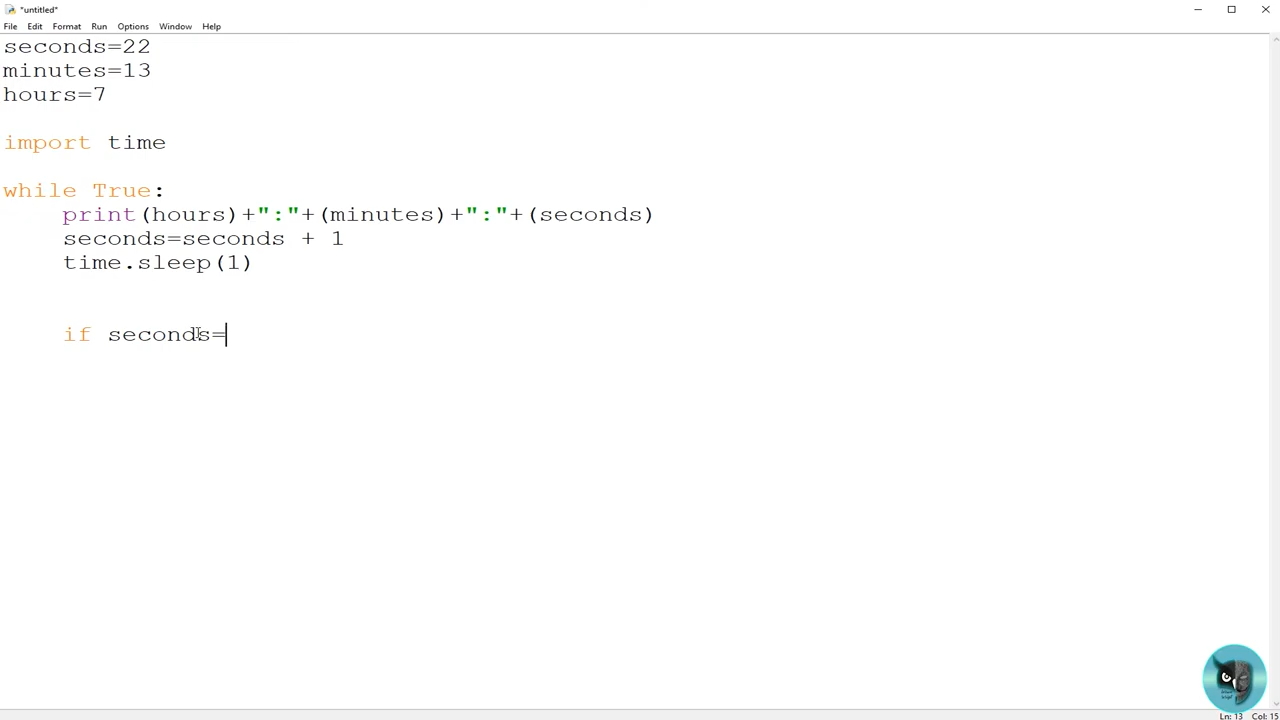 *untitled*
File Edit Format Run Options Window Help
seconds=22
minutes=13
hours=7
import time
while True:
    print(hours)+":"+(minutes)+":"+(seconds)
    seconds=seconds + 1
    time.sleep(1)
    if seconds=
Ln: 13 Col: 15